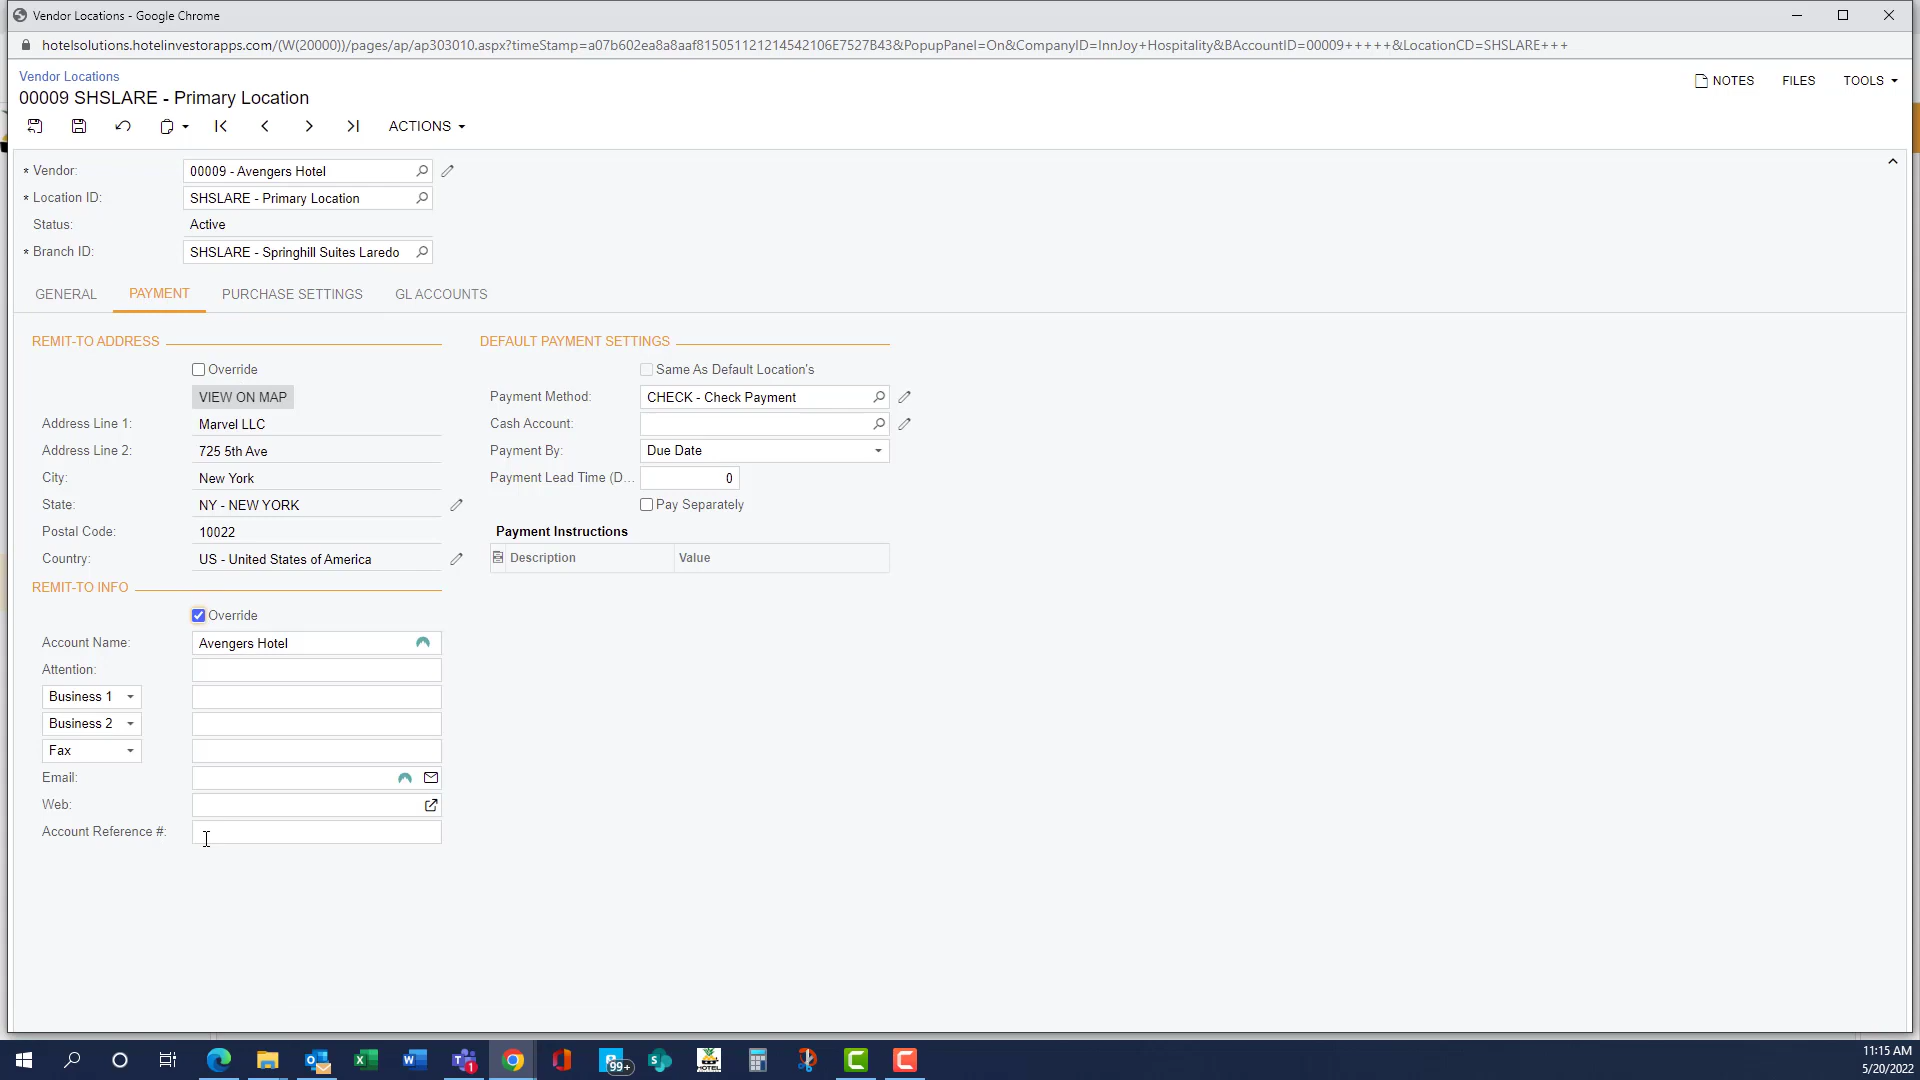 Vendor Locations - Google Chrome
hotelsolutions.hotelinvestorapps.com/(W(20000))/pages/ap/ap303010.aspx?timeStamp=a07b602ea8a8aaf815051121214542106E7527B43&PopupPanel=On&CompanyID=InnJoy+Hospitality&BAccountID=00009+++++&LocationCD=SHSLARE+++
Vendor Locations
NOTES FILES TOOLS
00009 SHSLARE - Primary Location
ACTIONS
* Vendor: 00009 - Avengers Hotel
* Location ID: SHSLARE - Primary Location
Status: Active
* Branch ID: SHSLARE - Springhill Suites Laredo
GENERAL PAYMENT PURCHASE SETTINGS GL ACCOUNTS
REMIT-TO ADDRESS DEFAULT PAYMENT SETTINGS
Override Same As Default Location's
VIEW ON MAP Payment Method: CHECK - Check Payment
Address Line 1: Marvel LLC Cash Account:
Address Line 2: 725 5th Ave Payment By: Due Date
City: New York Payment Lead Time (D... 0
State: NY - NEW YORK Pay Separately
Postal Code: 10022 Payment Instructions
Country: US - United States of America Description Value
REMIT-TO INFO
Override
Account Name: Avengers Hotel
Attention:
Business 1
Business 2
Fax
Email:
Web:
Account Reference #:
99+
1
HOTEL
11:15 AM
5/20/2022